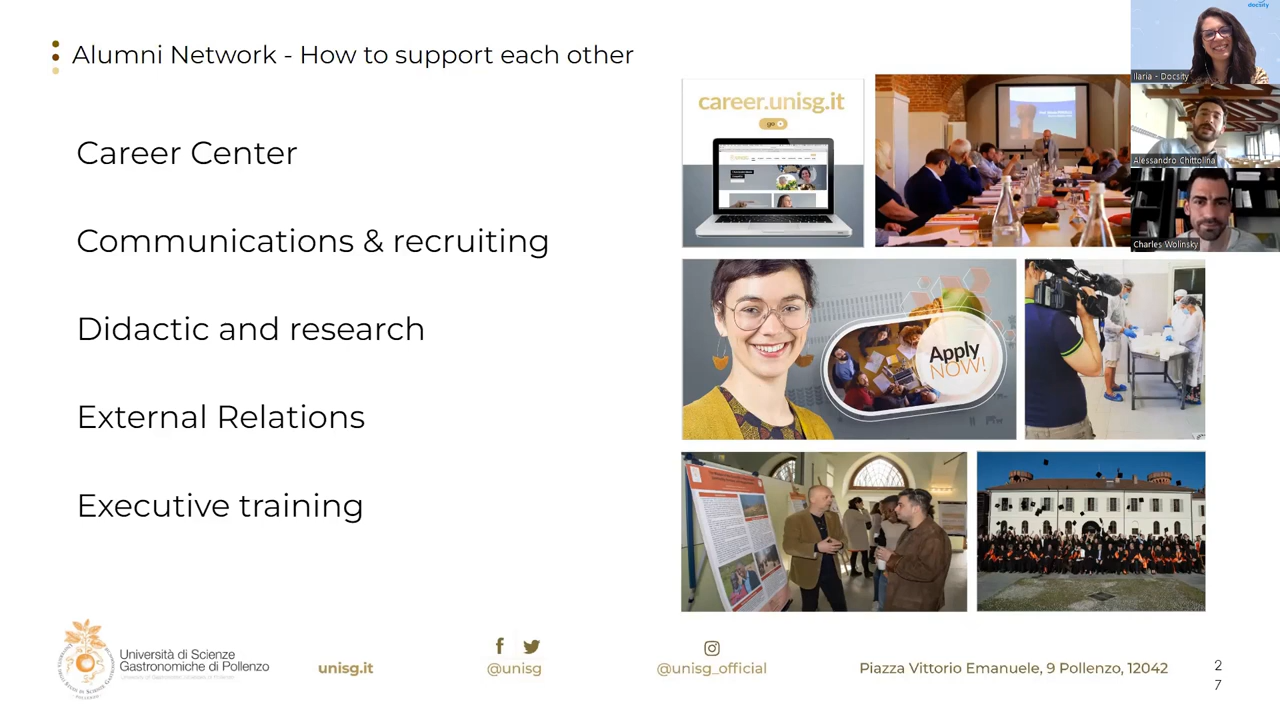 Alumni Network - How to support each other
Career Center
Communications & recruiting
Didactic and research
External Relations
Executive training
career.unisg.it
go
Apply
NOW!
docsity
Ilaria - Docsity
Alessandro Chittolina
Charles Wolinsky
Università di Scienze
Gastronomiche di Pollenzo
unisg.it
@unisg
@unisg_official
Piazza Vittorio Emanuele, 9 Pollenzo, 12042
2
7